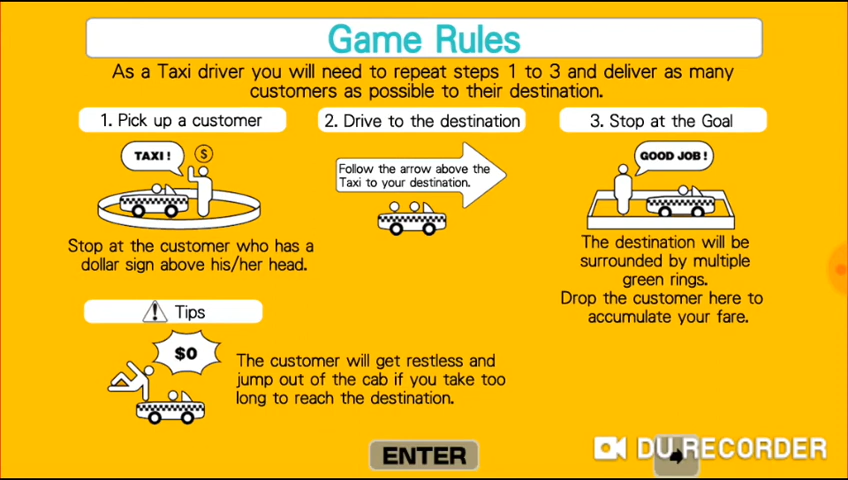 Game Rules
As a Taxi driver you will need to repeat steps 1 to 3 and deliver as many
customers as possible to their destination.
1. Pick up a customer
TAXI!
$
Stop at the customer who has a
dollar sign above his/her head.
2. Drive to the destination
Follow the arrow above the
Taxi to your destination.
3. Stop at the Goal
GOOD JOB!
The destination will be
surrounded by multiple
green rings.
Drop the customer here to
accumulate your fare.
! Tips
$0
The customer will get restless and
jump out of the cab if you take too
long to reach the destination.
ENTER
DU RECORDER